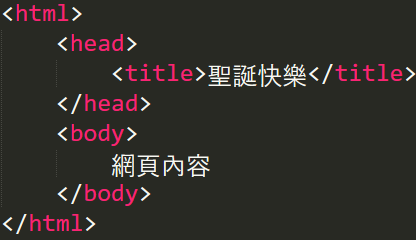 <html>
    <head>
        <title>聖誕快樂</title>
    </head>
    <body>
        網頁內容
    </body>
</html>